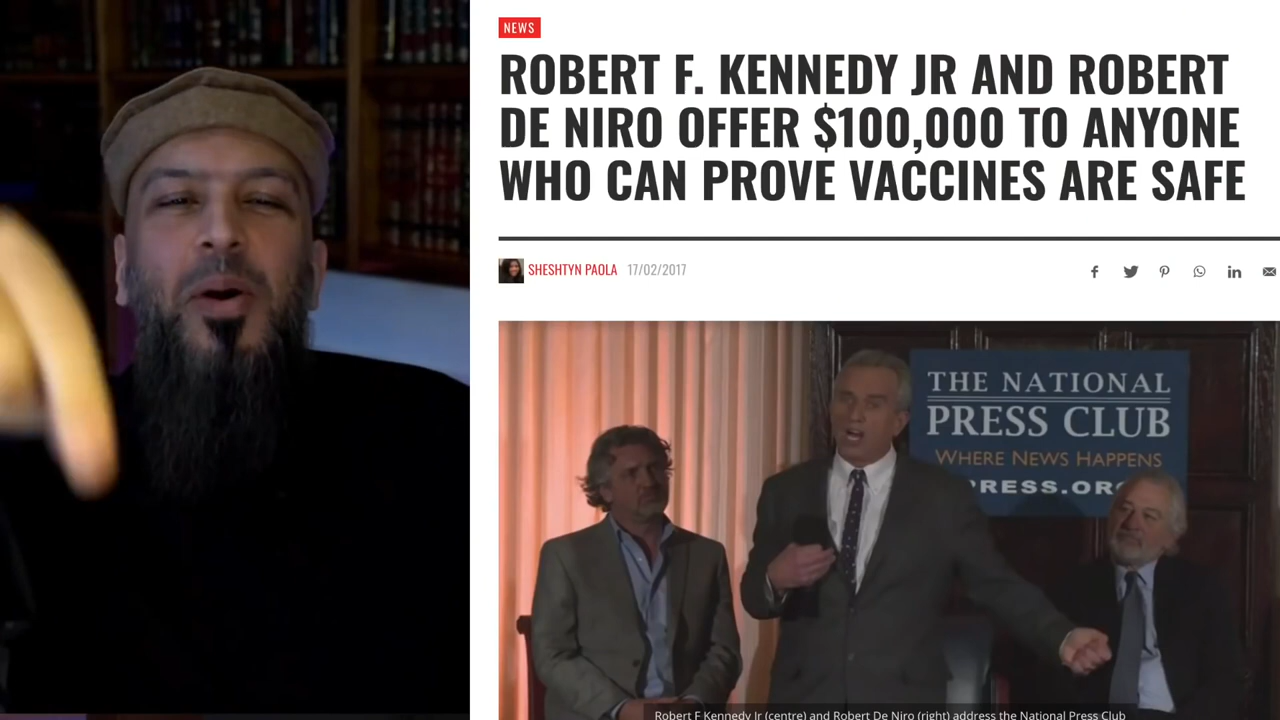 NEWS
ROBERT F. KENNEDY JR AND ROBERT
DE NIRO OFFER $100,000 TO ANYONE
WHO CAN PROVE VACCINES ARE SAFE
SHESHTYN PAOLA 17/02/2017
THE NATIONAL
PRESS CLUB
WHERE NEWS HAPPENS
PRESS.ORG
Robert F Kennedy Jr (centre) and Robert De Niro (right) address the National Press Club